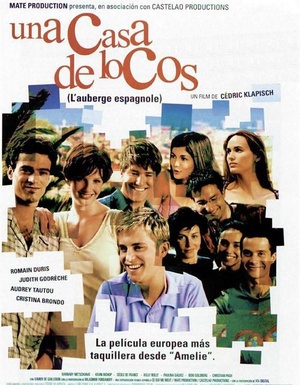 MATE PRODUCTION presenta, en asociación con CASTELAO PRODUCTIONS
una Casa
de loCos
(L'auberge espagnole)
UN FILM DE CÉDRIC KLAPISCH
ROMAIN DURIS
JUDITH GODRÈCHE
AUDREY TAUTOU
CRISTINA BRONDO
La película europea más
taquillera desde "Amelie".